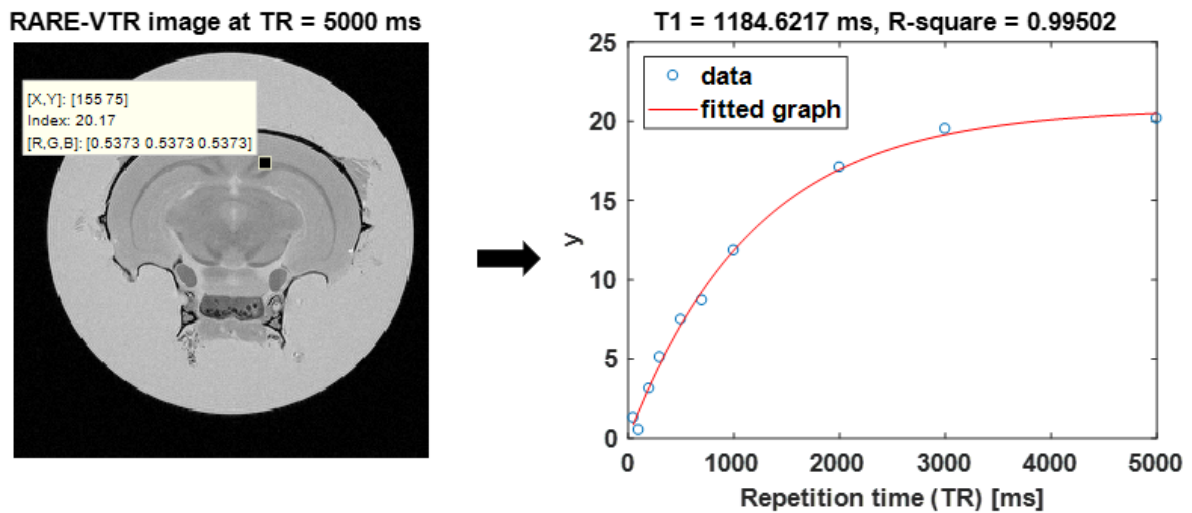 RARE-VTR image at TR = 5000 ms
[X,Y]: [155 75]
Index: 20.17
[R,G,B]: [0.5373 0.5373 0.5373]
T1 = 1184.6217 ms, R-square = 0.99502
data
fitted graph
25
20
15
10
5
0
y
0 1000 2000 3000 4000 5000
Repetition time (TR) [ms]